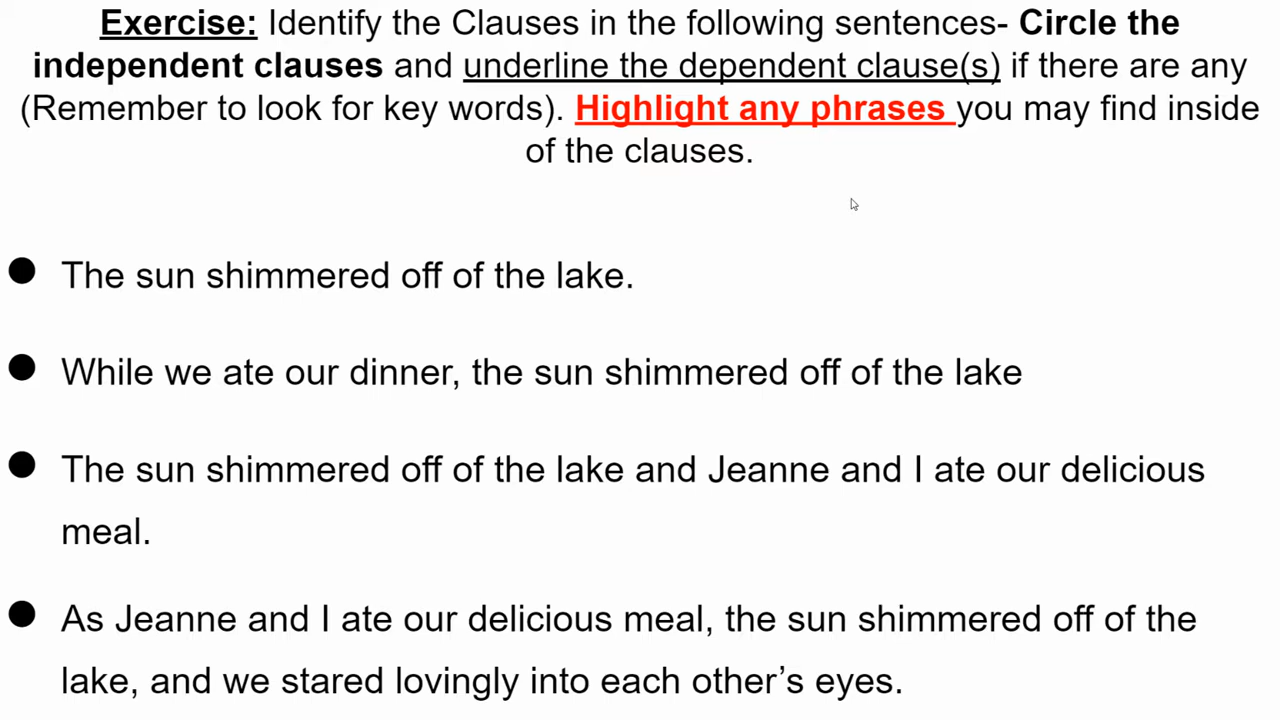 Exercise: Identify the Clauses in the following sentences- Circle the
independent clauses and underline the dependent clause(s) if there are any
(Remember to look for key words). Highlight any phrases you may find inside
of the clauses.
● The sun shimmered off of the lake.
● While we ate our dinner, the sun shimmered off of the lake
● The sun shimmered off of the lake and Jeanne and I ate our delicious
meal.
● As Jeanne and I ate our delicious meal, the sun shimmered off of the
lake, and we stared lovingly into each other’s eyes.